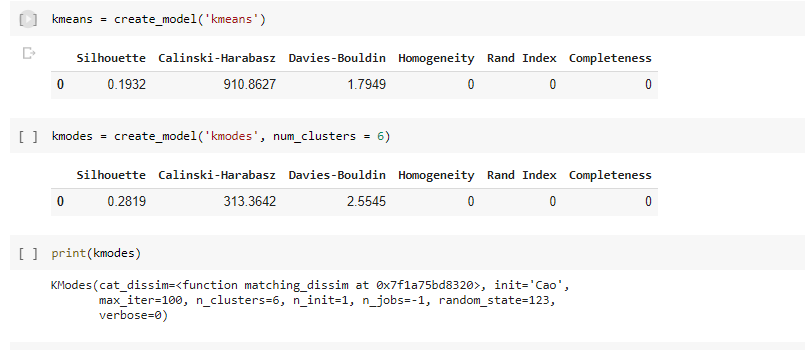 [ ] kmeans = create_model('kmeans')
Silhouette Calinski-Harabasz Davies-Bouldin Homogeneity Rand Index Completeness
0 0.1932 910.8627 1.7949 0 0 0
[ ] kmodes = create_model('kmodes', num_clusters = 6)
Silhouette Calinski-Harabasz Davies-Bouldin Homogeneity Rand Index Completeness
0 0.2819 313.3642 2.5545 0 0 0
[ ] print(kmodes)
KModes(cat_dissim=<function matching_dissim at 0x7f1a75bd8320>, init='Cao',
max_iter=100, n_clusters=6, n_init=1, n_jobs=-1, random_state=123,
verbose=0)